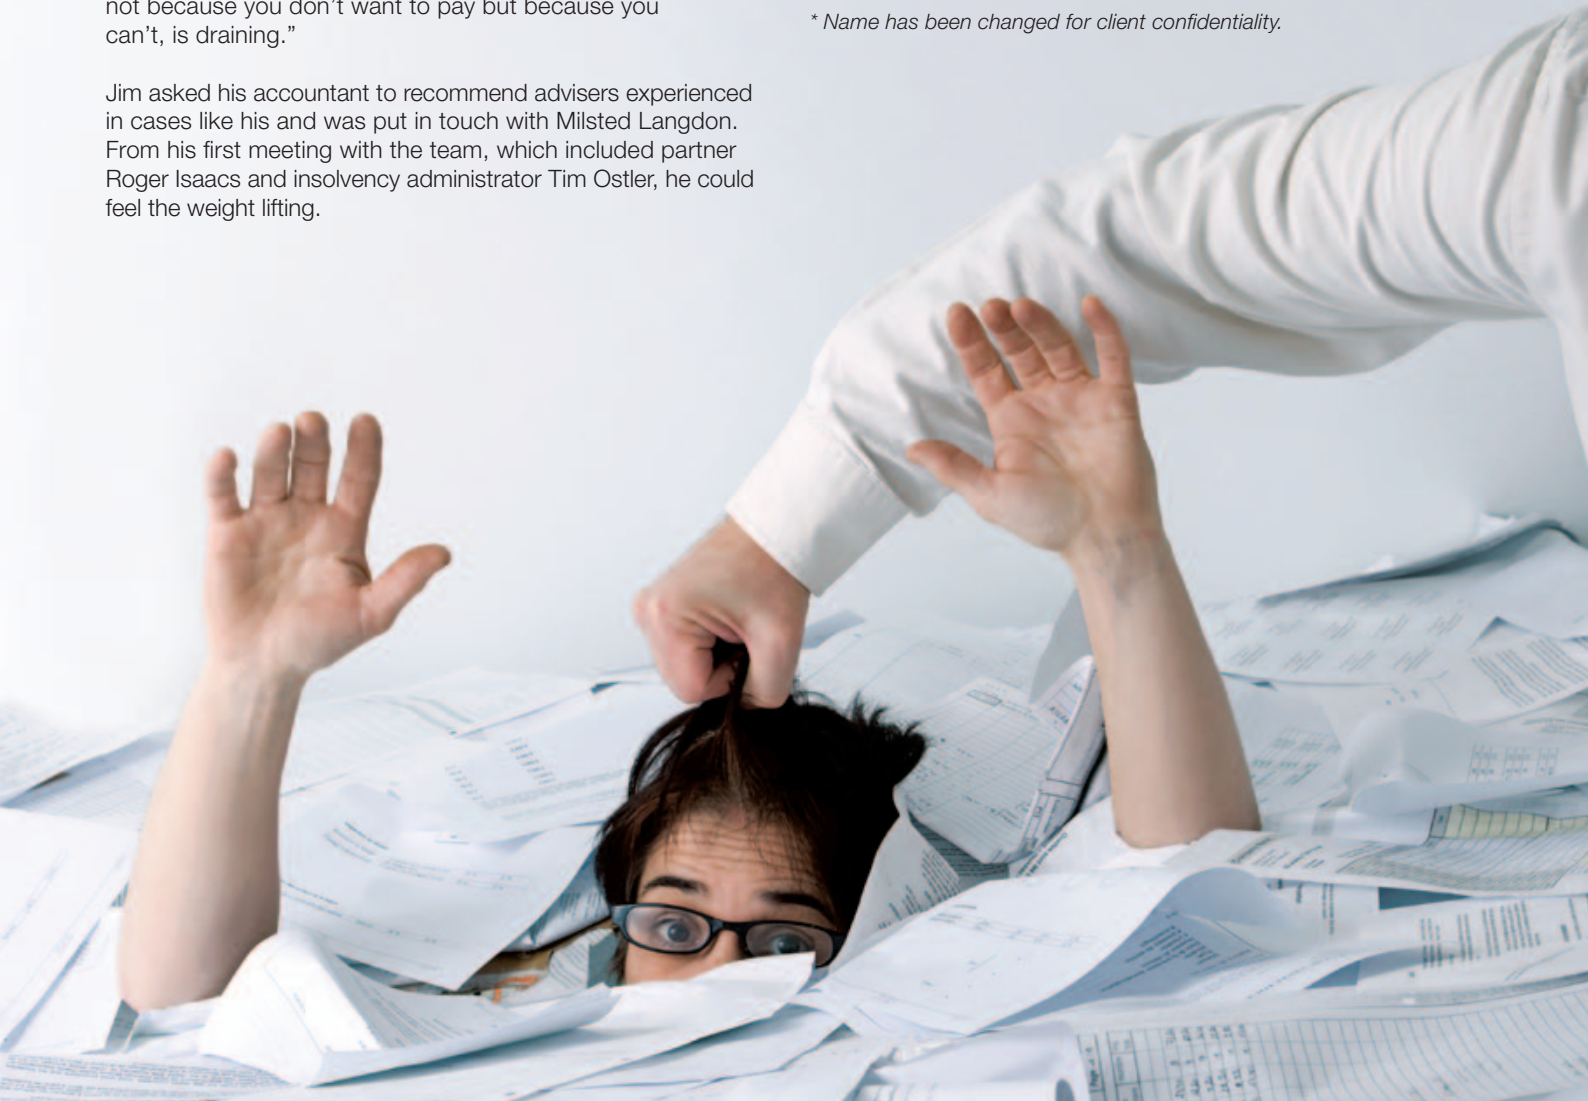 not because you don't want to pay but because you
can't, is draining.”
Jim asked his accountant to recommend advisers experienced
in cases like his and was put in touch with Milsted Langdon.
From his first meeting with the team, which included partner
Roger Isaacs and insolvency administrator Tim Ostler, he could
feel the weight lifting.
* Name has been changed for client confidentiality.